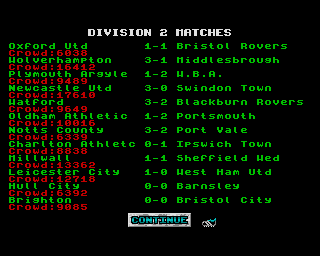 DIVISION 2 MATCHES
Oxford Utd 1-1 Bristol Rovers
Crowd:6038
Wolverhampton 3-1 Middlesbrough
Crowd:16412
Plymouth Argyle 1-2 W.B.A.
Crowd:9489
Newcastle Utd 3-0 Swindon Town
Crowd:17618
Watford 3-2 Blackburn Rovers
Crowd:9649
Oldham Athletic 1-2 Portsmouth
Crowd:10016
Notts County 3-2 Port Vale
Crowd:6339
Charlton Athletc 0-1 Ipswich Town
Crowd:8838
Millwall 1-1 Sheffield Wed
Crowd:13362
Leicester City 1-0 West Ham Utd
Crowd:12718
Hull City 0-0 Barnsley
Crowd:6392
Brighton 0-0 Bristol City
Crowd:9085
CONTINUE